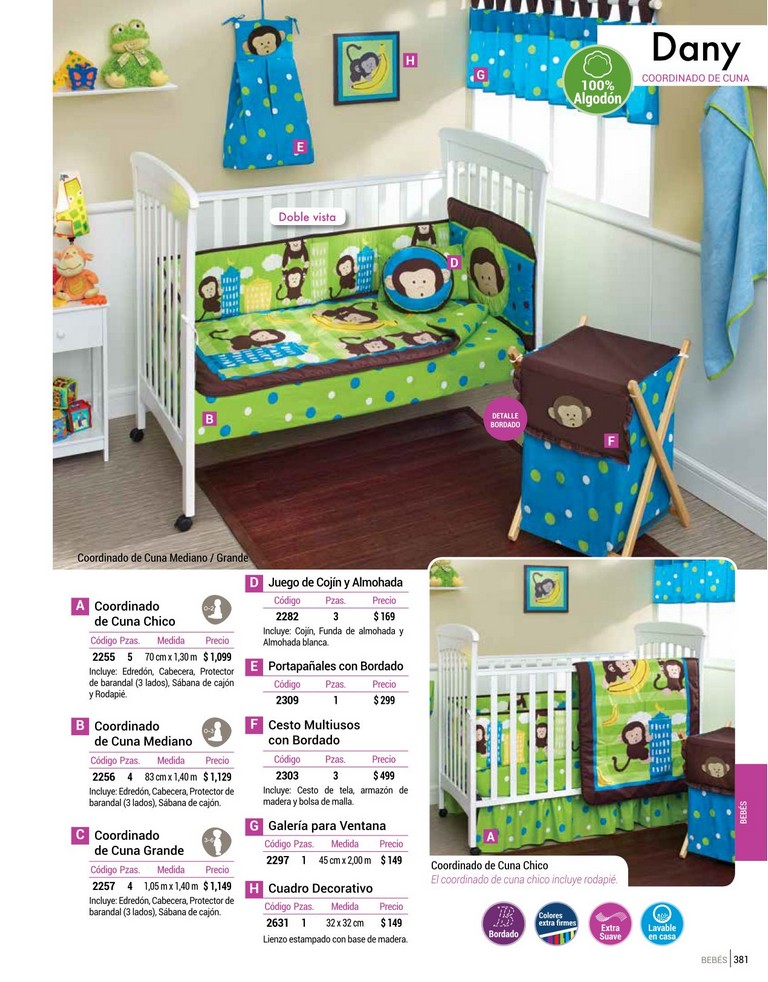 Dany
COORDINADO DE CUNA
100%
Algodón
H
G
E
Doble vista
D
B
DETALLE
BORDADO
F
Coordinado de Cuna Mediano / Grande
A Coordinado
de Cuna Chico
0-2
Código Pzas. Medida Precio
2255 5 70 cm x 1,30 m $ 1,099
Incluye: Edredón, Cabecera, Protector
de barandal (3 lados), Sábana de cajón
y Rodapié.
B Coordinado
de Cuna Mediano
0-3
Código Pzas. Medida Precio
2256 4 83 cm x 1,40 m $ 1,129
Incluye: Edredón, Cabecera, Protector de
barandal (3 lados), Sábana de cajón.
C Coordinado
de Cuna Grande
Código Pzas. Medida Precio
2257 4 1,05 m x 1,40 m $ 1,149
Incluye: Edredón, Cabecera, Protector de
barandal (3 lados), Sábana de cajón.
D Juego de Cojín y Almohada
Código Pzas. Precio
2282 3 $ 169
Incluye: Cojín, Funda de almohada y
Almohada blanca.
E Portapañales con Bordado
Código Pzas. Precio
2309 1 $ 299
F Cesto Multiusos
con Bordado
Código Pzas. Precio
2303 3 $ 499
Incluye: Cesto de tela, armazón de
madera y bolsa de malla.
G Galería para Ventana
Código Pzas. Medida Precio
2297 1 45 cm x 2,00 m $ 149
H Cuadro Decorativo
Código Pzas. Medida Precio
2631 1 32 x 32 cm $ 149
Lienzo estampado con base de madera.
A
Coordinado de Cuna Chico
El coordinado de cuna chico incluye rodapié.
BEBÉS
Bordado
Colores
extra firmes
Extra
Suave
Lavable
en casa
BEBÉS 381